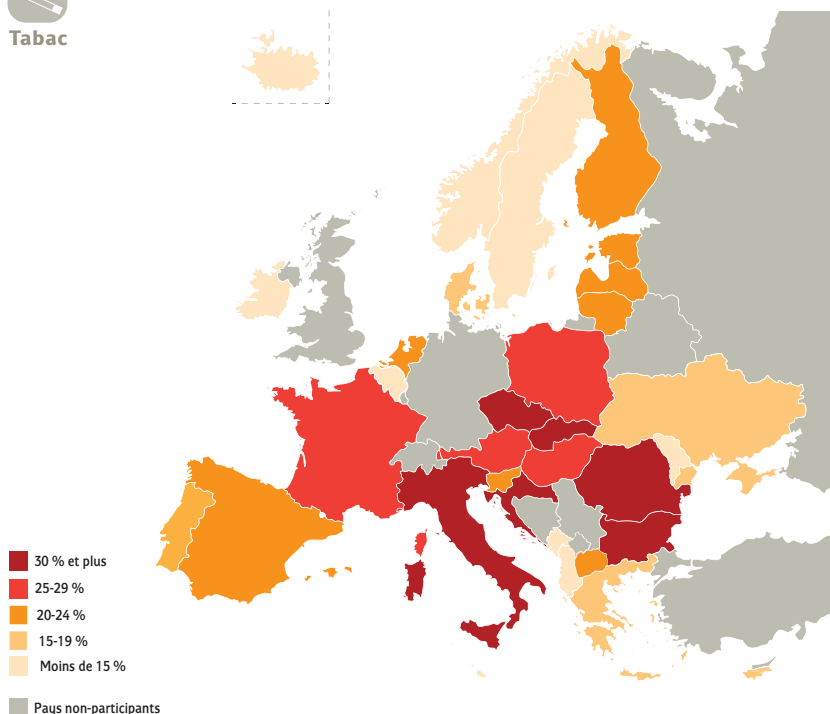 Tabac
30 % et plus
25-29 %
20-24 %
15-19 %
Moins de 15 %
Pays non-participants